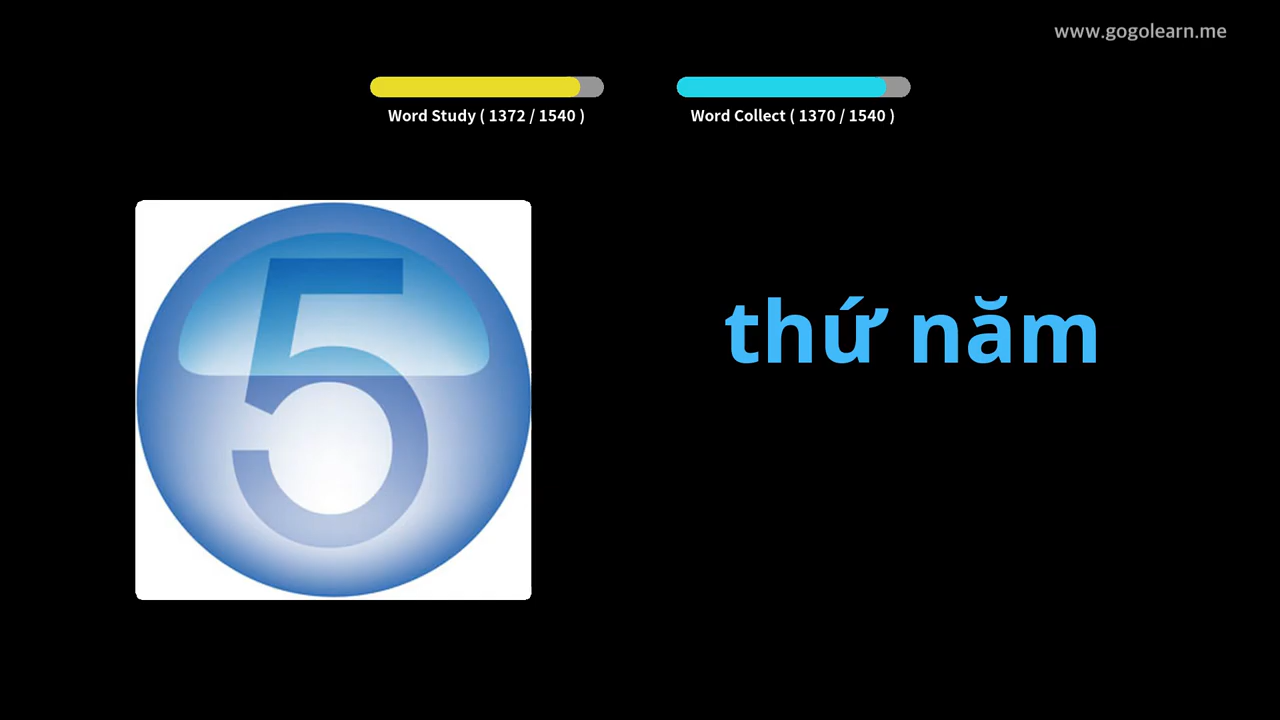 www.gogolearn.me
Word Study ( 1372 / 1540 )
Word Collect ( 1370 / 1540 )
5
thứ năm